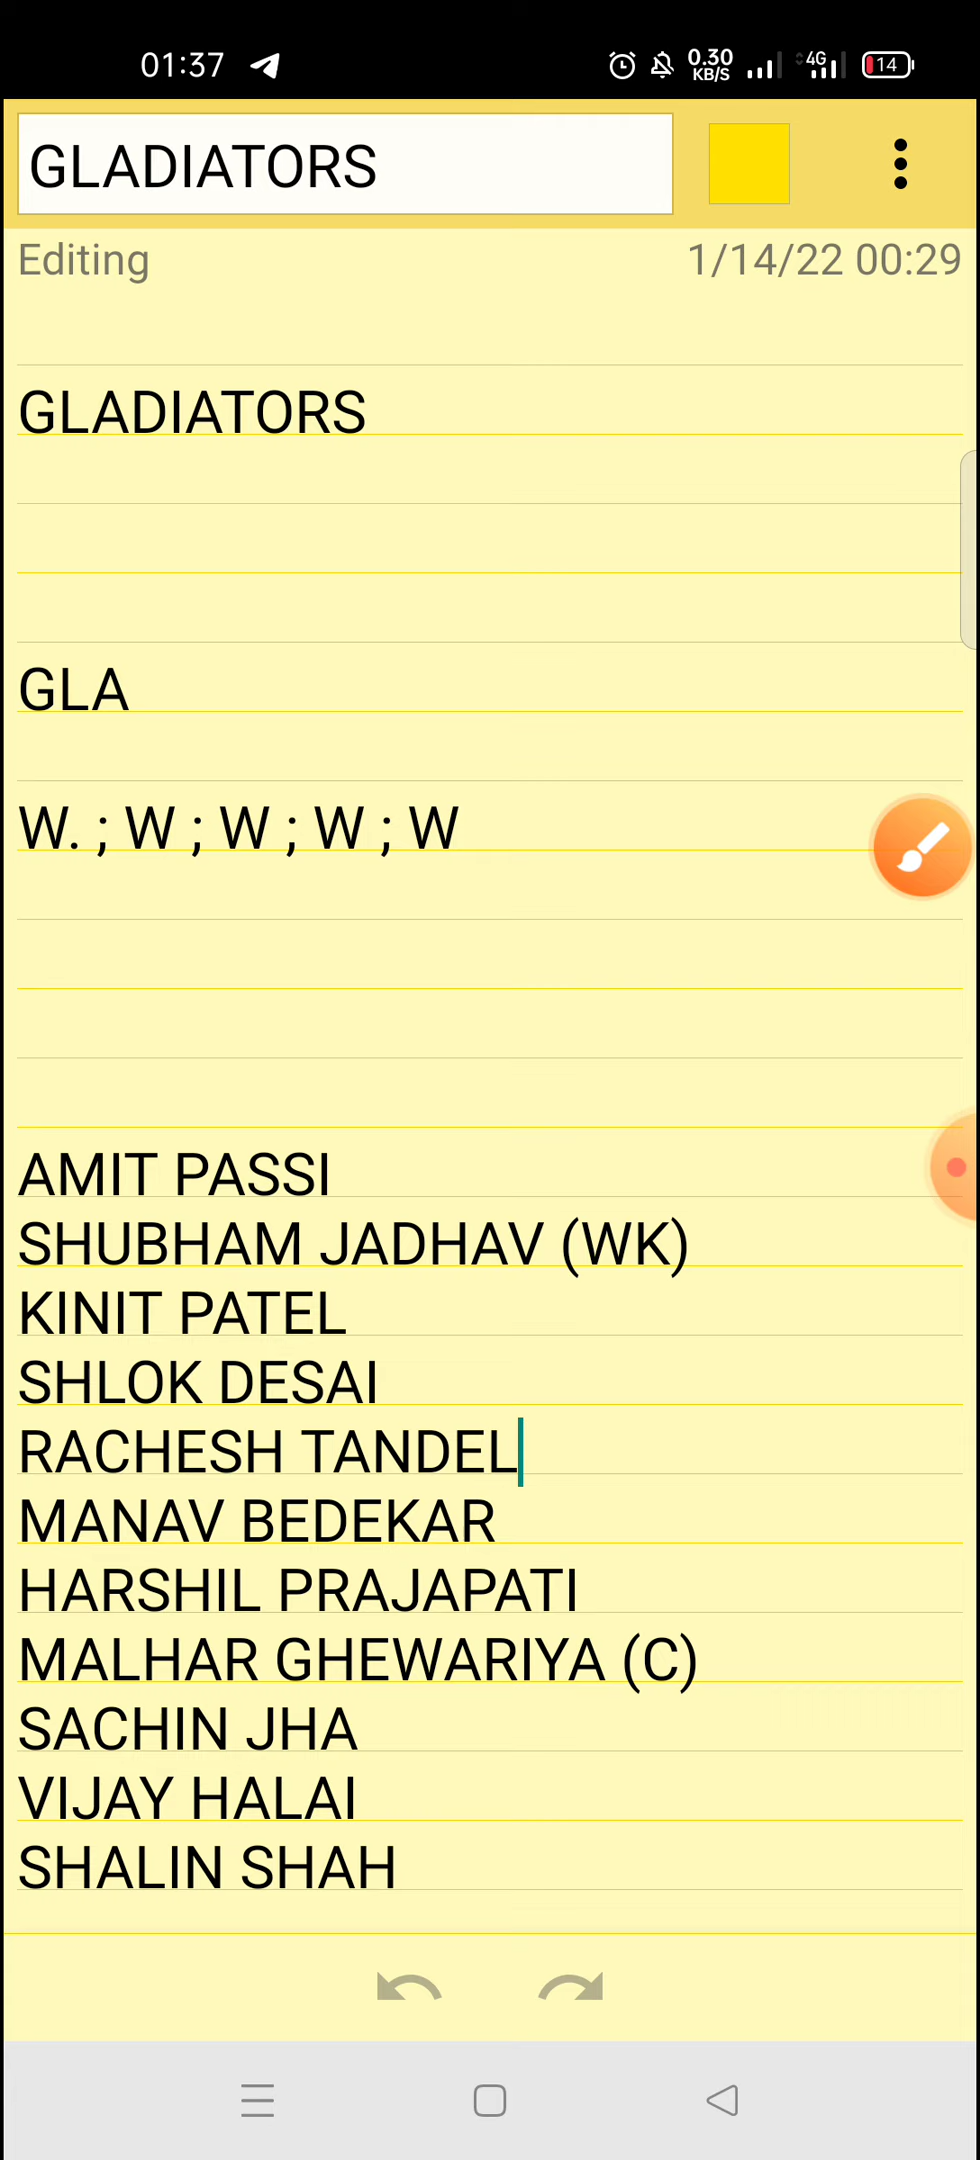 01:37
0.30
KB/S
4G
14
GLADIATORS
Editing
1/14/22 00:29
GLADIATORS
GLA
W. ; W ; W ; W ; W
AMIT PASSI
SHUBHAM JADHAV (WK)
KINIT PATEL
SHLOK DESAI
RACHESH TANDEL
MANAV BEDEKAR
HARSHIL PRAJAPATI
MALHAR GHEWARIYA (C)
SACHIN JHA
VIJAY HALAI
SHALIN SHAH